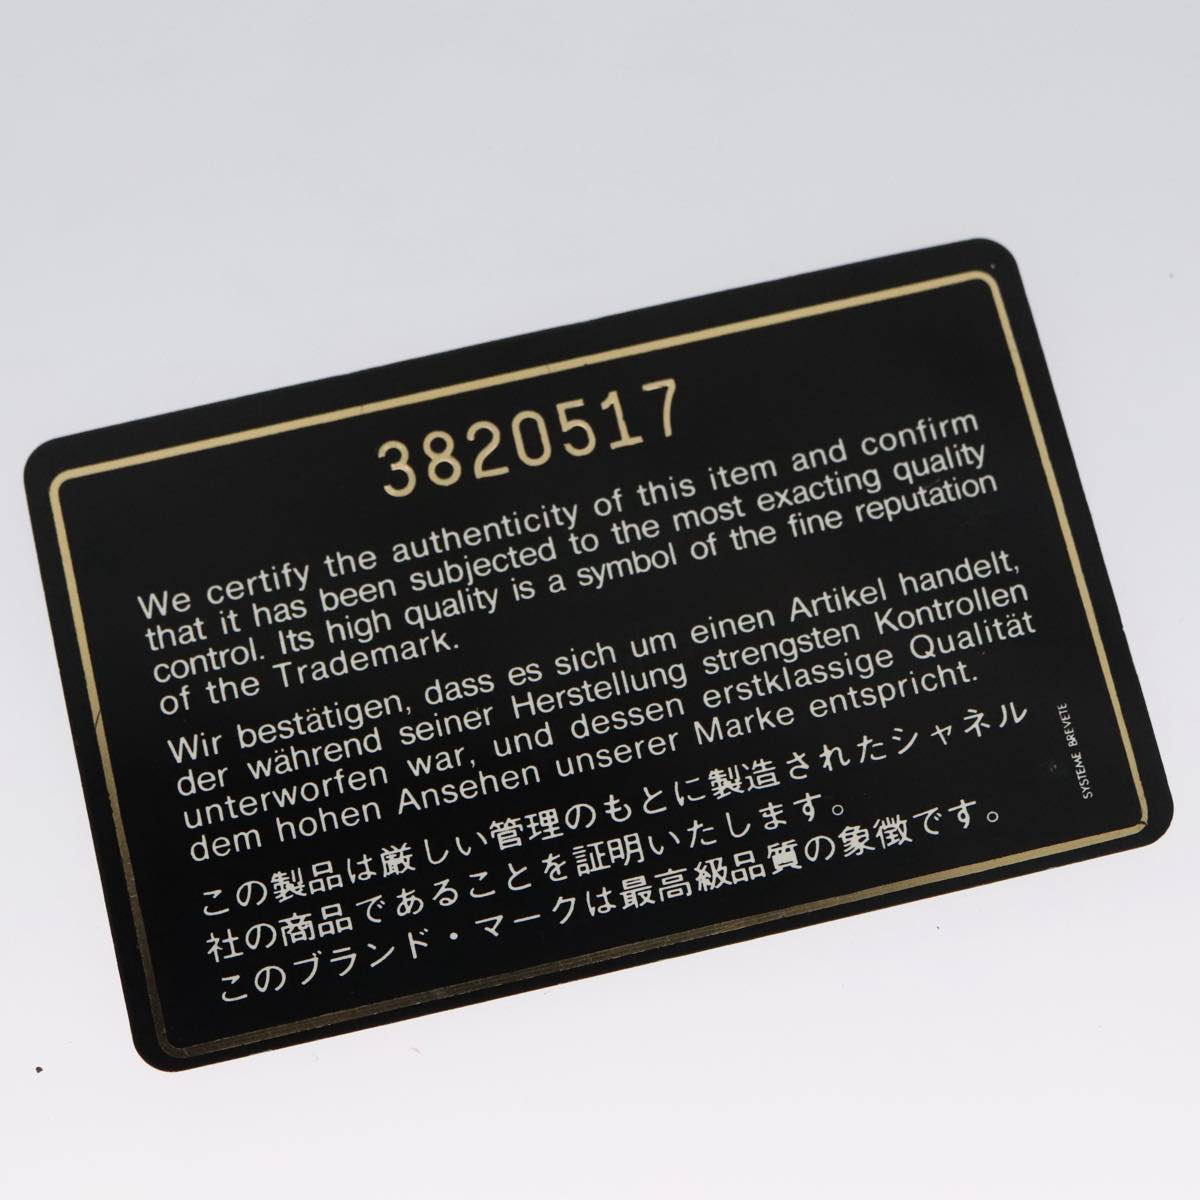 3820517
We certify the authenticity of this item and confirm
that it has been subjected to the most exacting quality
control. Its high quality is a symbol of the fine reputation
of the Trademark.
Wir bestätigen, dass es sich um einen Artikel handelt,
der während seiner Herstellung strengsten Kontrollen
unterworfen war, und dessen erstklassige Qualität
dem hohen Ansehen unserer Marke entspricht.
この製品は厳しい管理のもとに製造されたシャネル
社の商品であることを証明いたします。
このブランド・マークは最高級品質の象徴です。
SYSTEME BREVETE